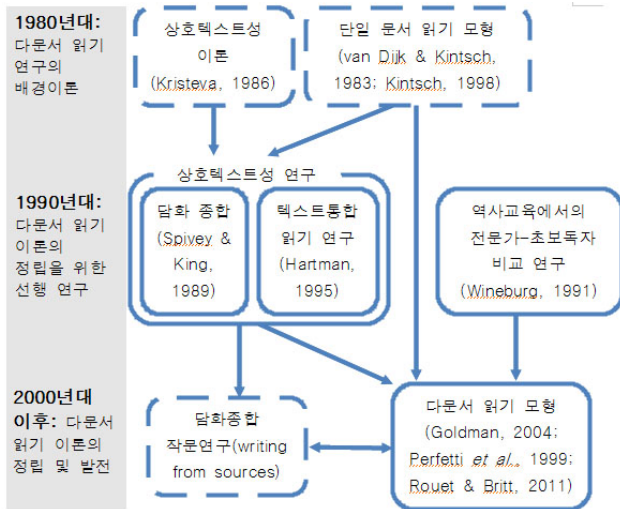 1980년대:
다문서 읽기
연구의
배경이론
상호텍스트성
이론
(Kristeva, 1986)
단일 문서 읽기 모형
(van Dijk & Kintsch,
1983; Kintsch, 1998)
상호텍스트성 연구
1990년대:
다문서 읽기
이론의
정립을 위한
선행 연구
담화 종합
(Spivey &
King,
1989)
텍스트통합
읽기 연구
(Hartman,
1995)
역사교육에서의
전문가-초보독자
비교 연구
(Wineburg, 1991)
2000년대
이후: 다문서
읽기 이론의
정립 및 발전
담화종합
작문연구(writing
from sources)
다문서 읽기 모형
(Goldman, 2004;
Perfetti et al., 1999;
Rouet & Britt, 2011)